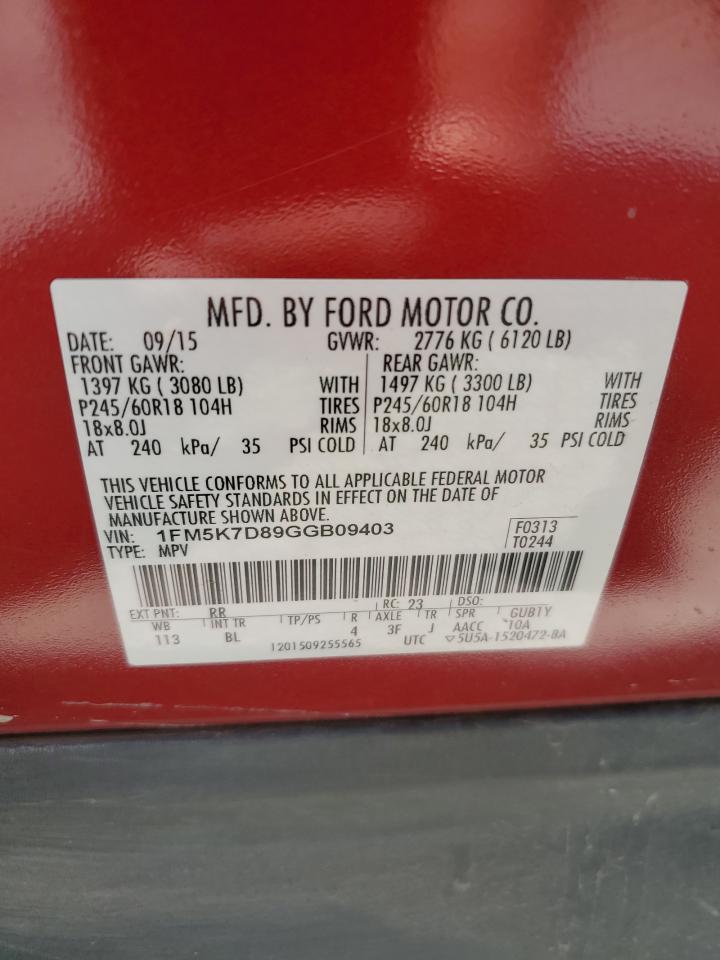 MFD. BY FORD MOTOR CO.
DATE: 09/15 GVWR: 2776 KG ( 6120 LB)
FRONT GAWR: REAR GAWR:
1397 KG ( 3080 LB) WITH 1497 KG ( 3300 LB) WITH
P245/60R18 104H TIRES P245/60R18 104H TIRES
18x8.0J RIMS 18x8.0J RIMS
AT 240 kPa/ 35 PSI COLD AT 240 kPa/ 35 PSI COLD
THIS VEHICLE CONFORMS TO ALL APPLICABLE FEDERAL MOTOR
VEHICLE SAFETY STANDARDS IN EFFECT ON THE DATE OF
MANUFACTURE SHOWN ABOVE.
VIN: 1FM5K7D89GGB09403 F0313
TYPE: MPV T0244
EXT PNT: RR RC: 23 DSO:
WB INT TR TP/PS R AXLE TR SPR GUB1Y
113 BL 4 3F J AACC 10A
1201509255565 UTC ▽5U5A-1520472-BA